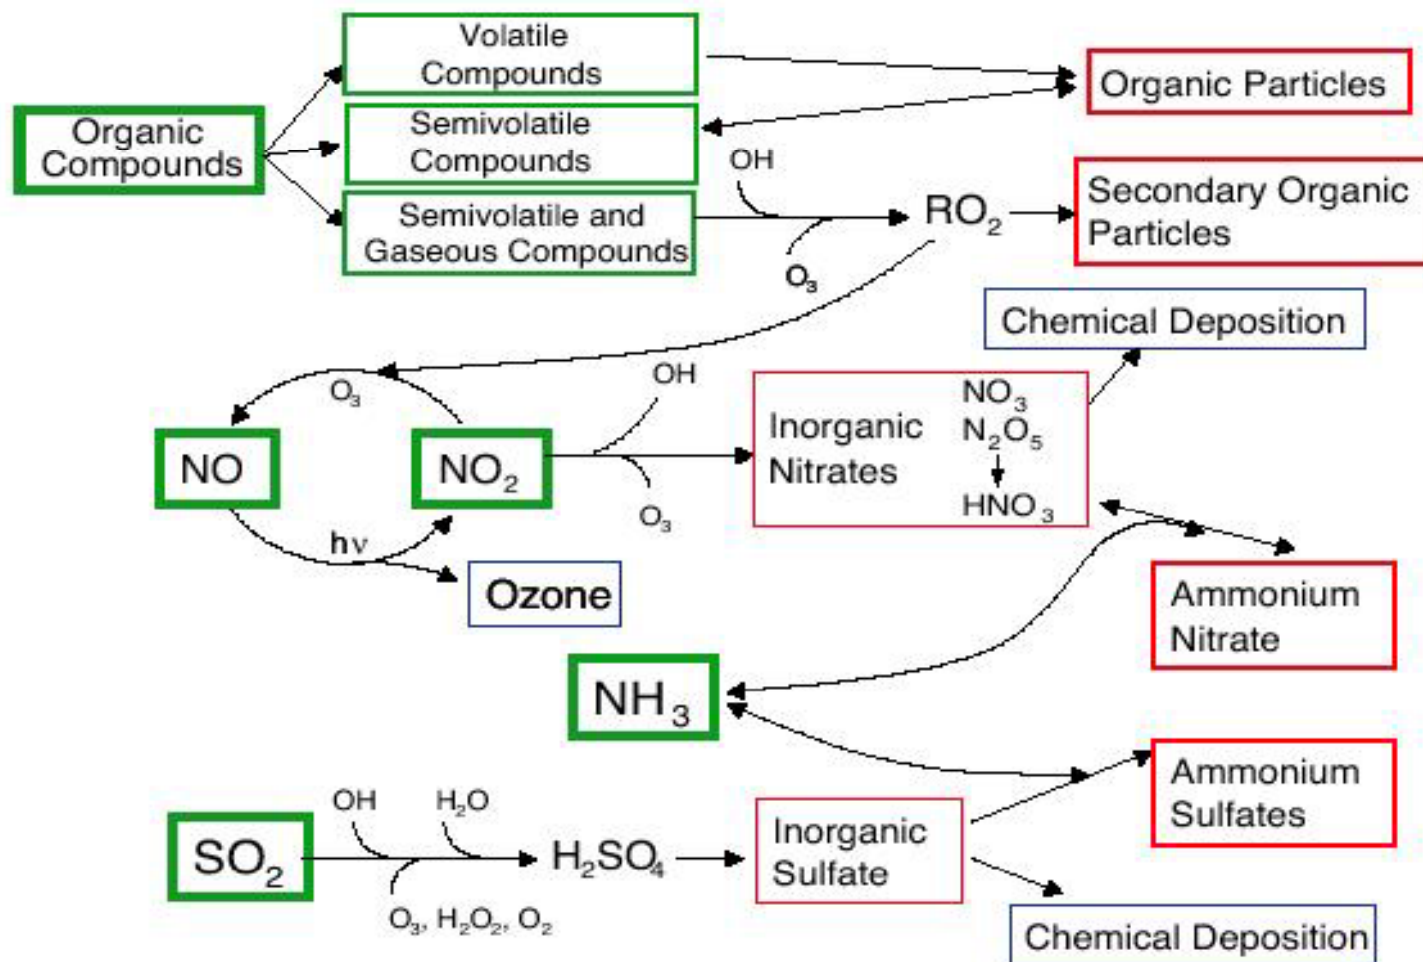 Volatile
Compounds
Organic Particles
Organic
Compounds
Semivolatile
Compounds
OH
Semivolatile and
Gaseous Compounds
RO₂
Secondary Organic
Particles
O₃
Chemical Deposition
O₃
OH
NO
NO₂
Inorganic
Nitrates
NO₃
N₂O₅
HNO₃
O₃
hν
Ozone
Ammonium
Nitrate
NH₃
Ammonium
Sulfates
OH
H₂O
SO₂
H₂SO₄
Inorganic
Sulfate
O₃, H₂O₂, O₂
Chemical Deposition